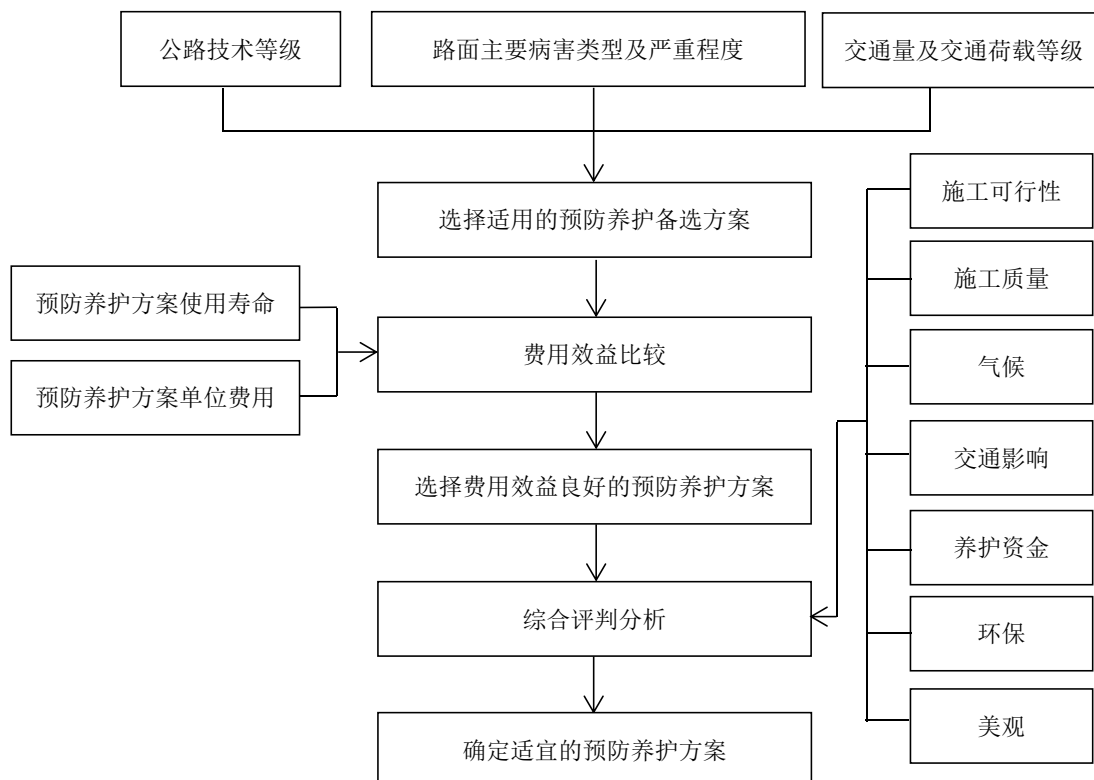 公路技术等级
路面主要病害类型及严重程度
交通量及交通荷载等级
选择适用的预防养护备选方案
预防养护方案使用寿命
预防养护方案单位费用
费用效益比较
选择费用效益良好的预防养护方案
综合评判分析
确定适宜的预防养护方案
施工可行性
施工质量
气候
交通影响
养护资金
环保
美观